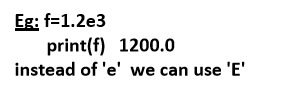 Eg: f=1.2e3
print(f) 1200.0
instead of 'e' we can use 'E'